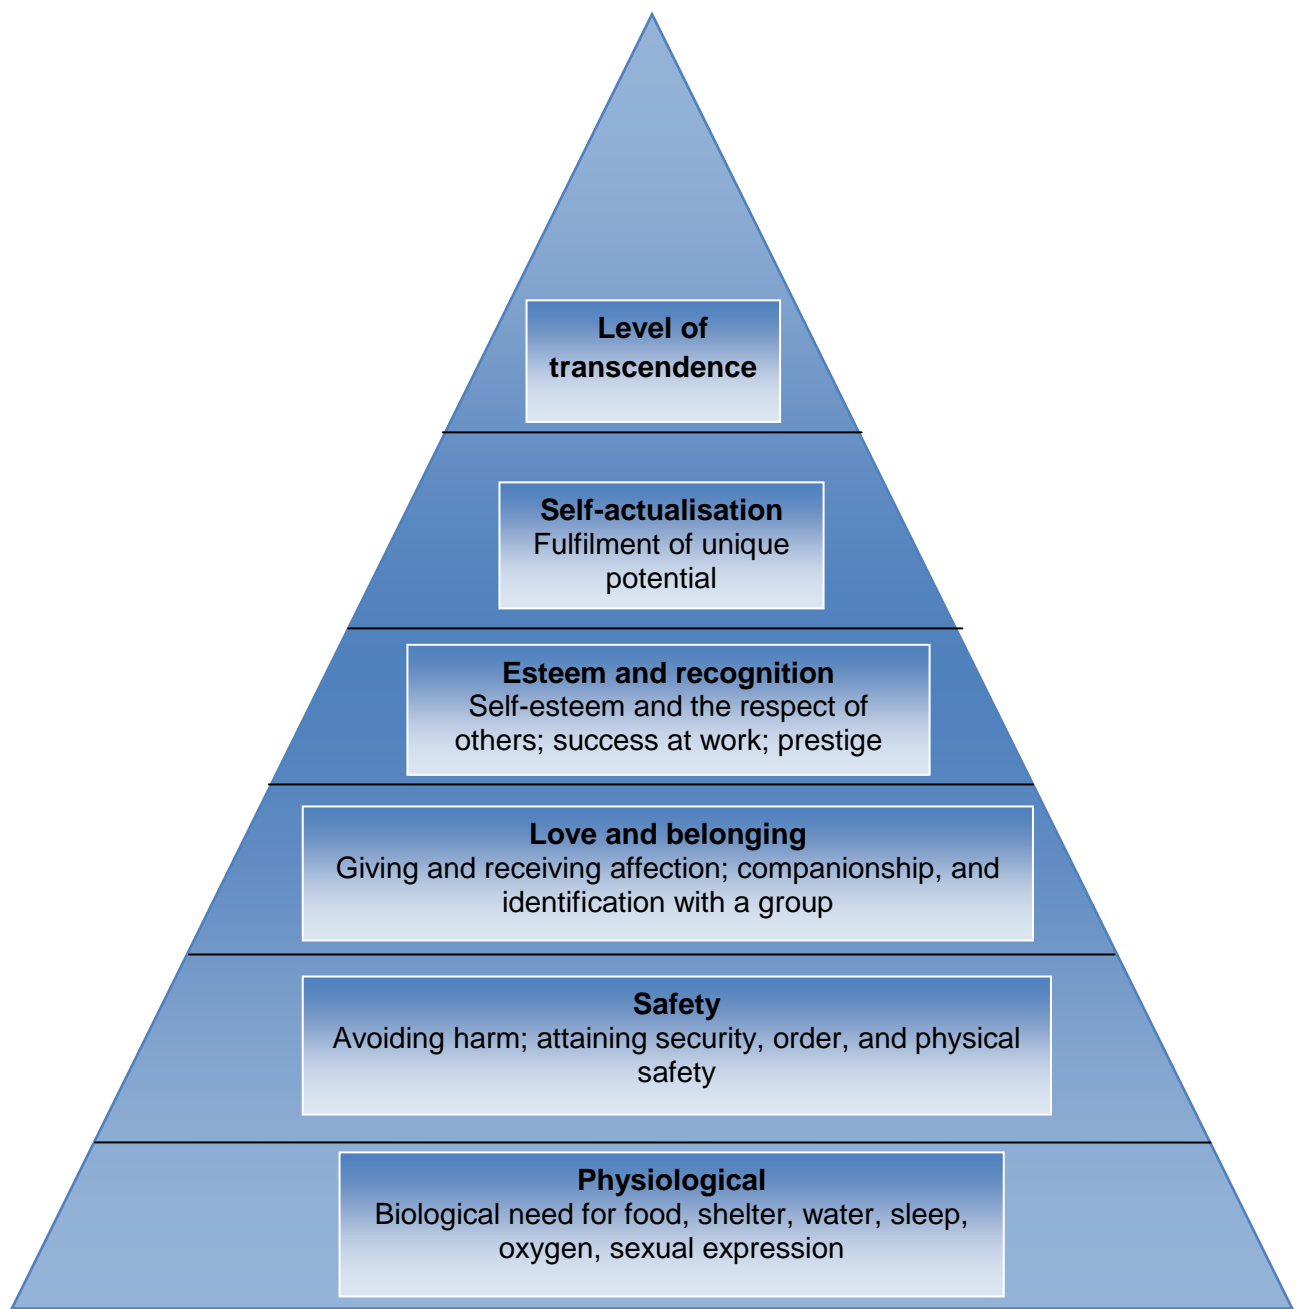 Level of
transcendence
Self-actualisation
Fulfilment of unique
potential
Esteem and recognition
Self-esteem and the respect of
others; success at work; prestige
Love and belonging
Giving and receiving affection; companionship, and
identification with a group
Safety
Avoiding harm; attaining security, order, and physical
safety
Physiological
Biological need for food, shelter, water, sleep,
oxygen, sexual expression